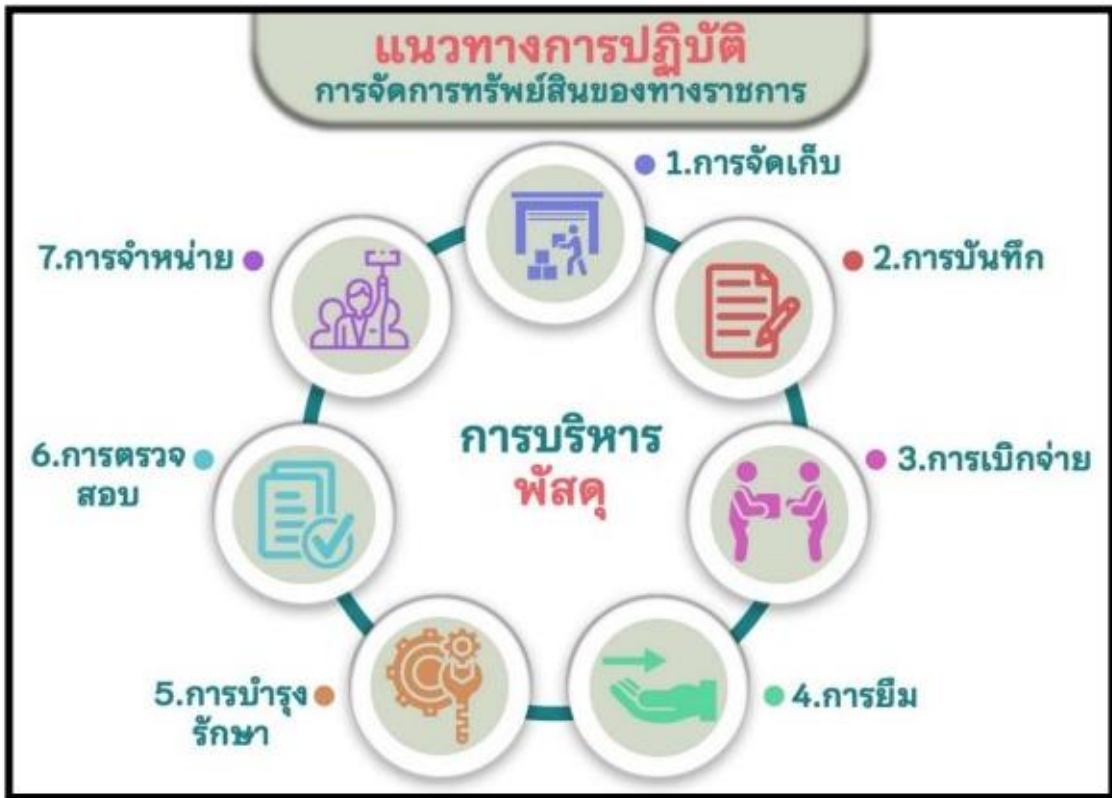 แนวทางการปฏิบัติ
การจัดการทรัพย์สินของทางราชการ
1.การจัดเก็บ
2.การบันทึก
3.การเบิกจ่าย
4.การยืม
5.การบำรุง
รักษา
6.การตรวจ
สอบ
7.การจำหน่าย
การบริหาร
พัสดุ